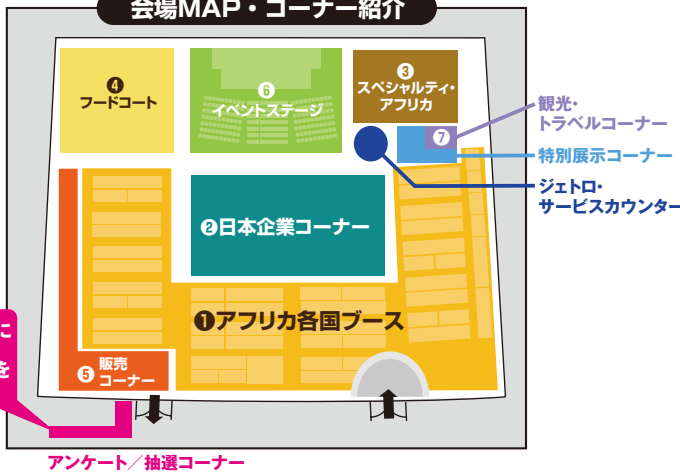 会場MAP・コーナー紹介
❹
フードコート
❻
イベントステージ
❸
スペシャルティ・
アフリカ
❼
観光・
トラベルコーナー
特別展示コーナー
ジェトロ・
サービスカウンター
❷日本企業コーナー
❶アフリカ各国ブース
に
を
❺ 販売
コーナー
アンケート／抽選コーナー